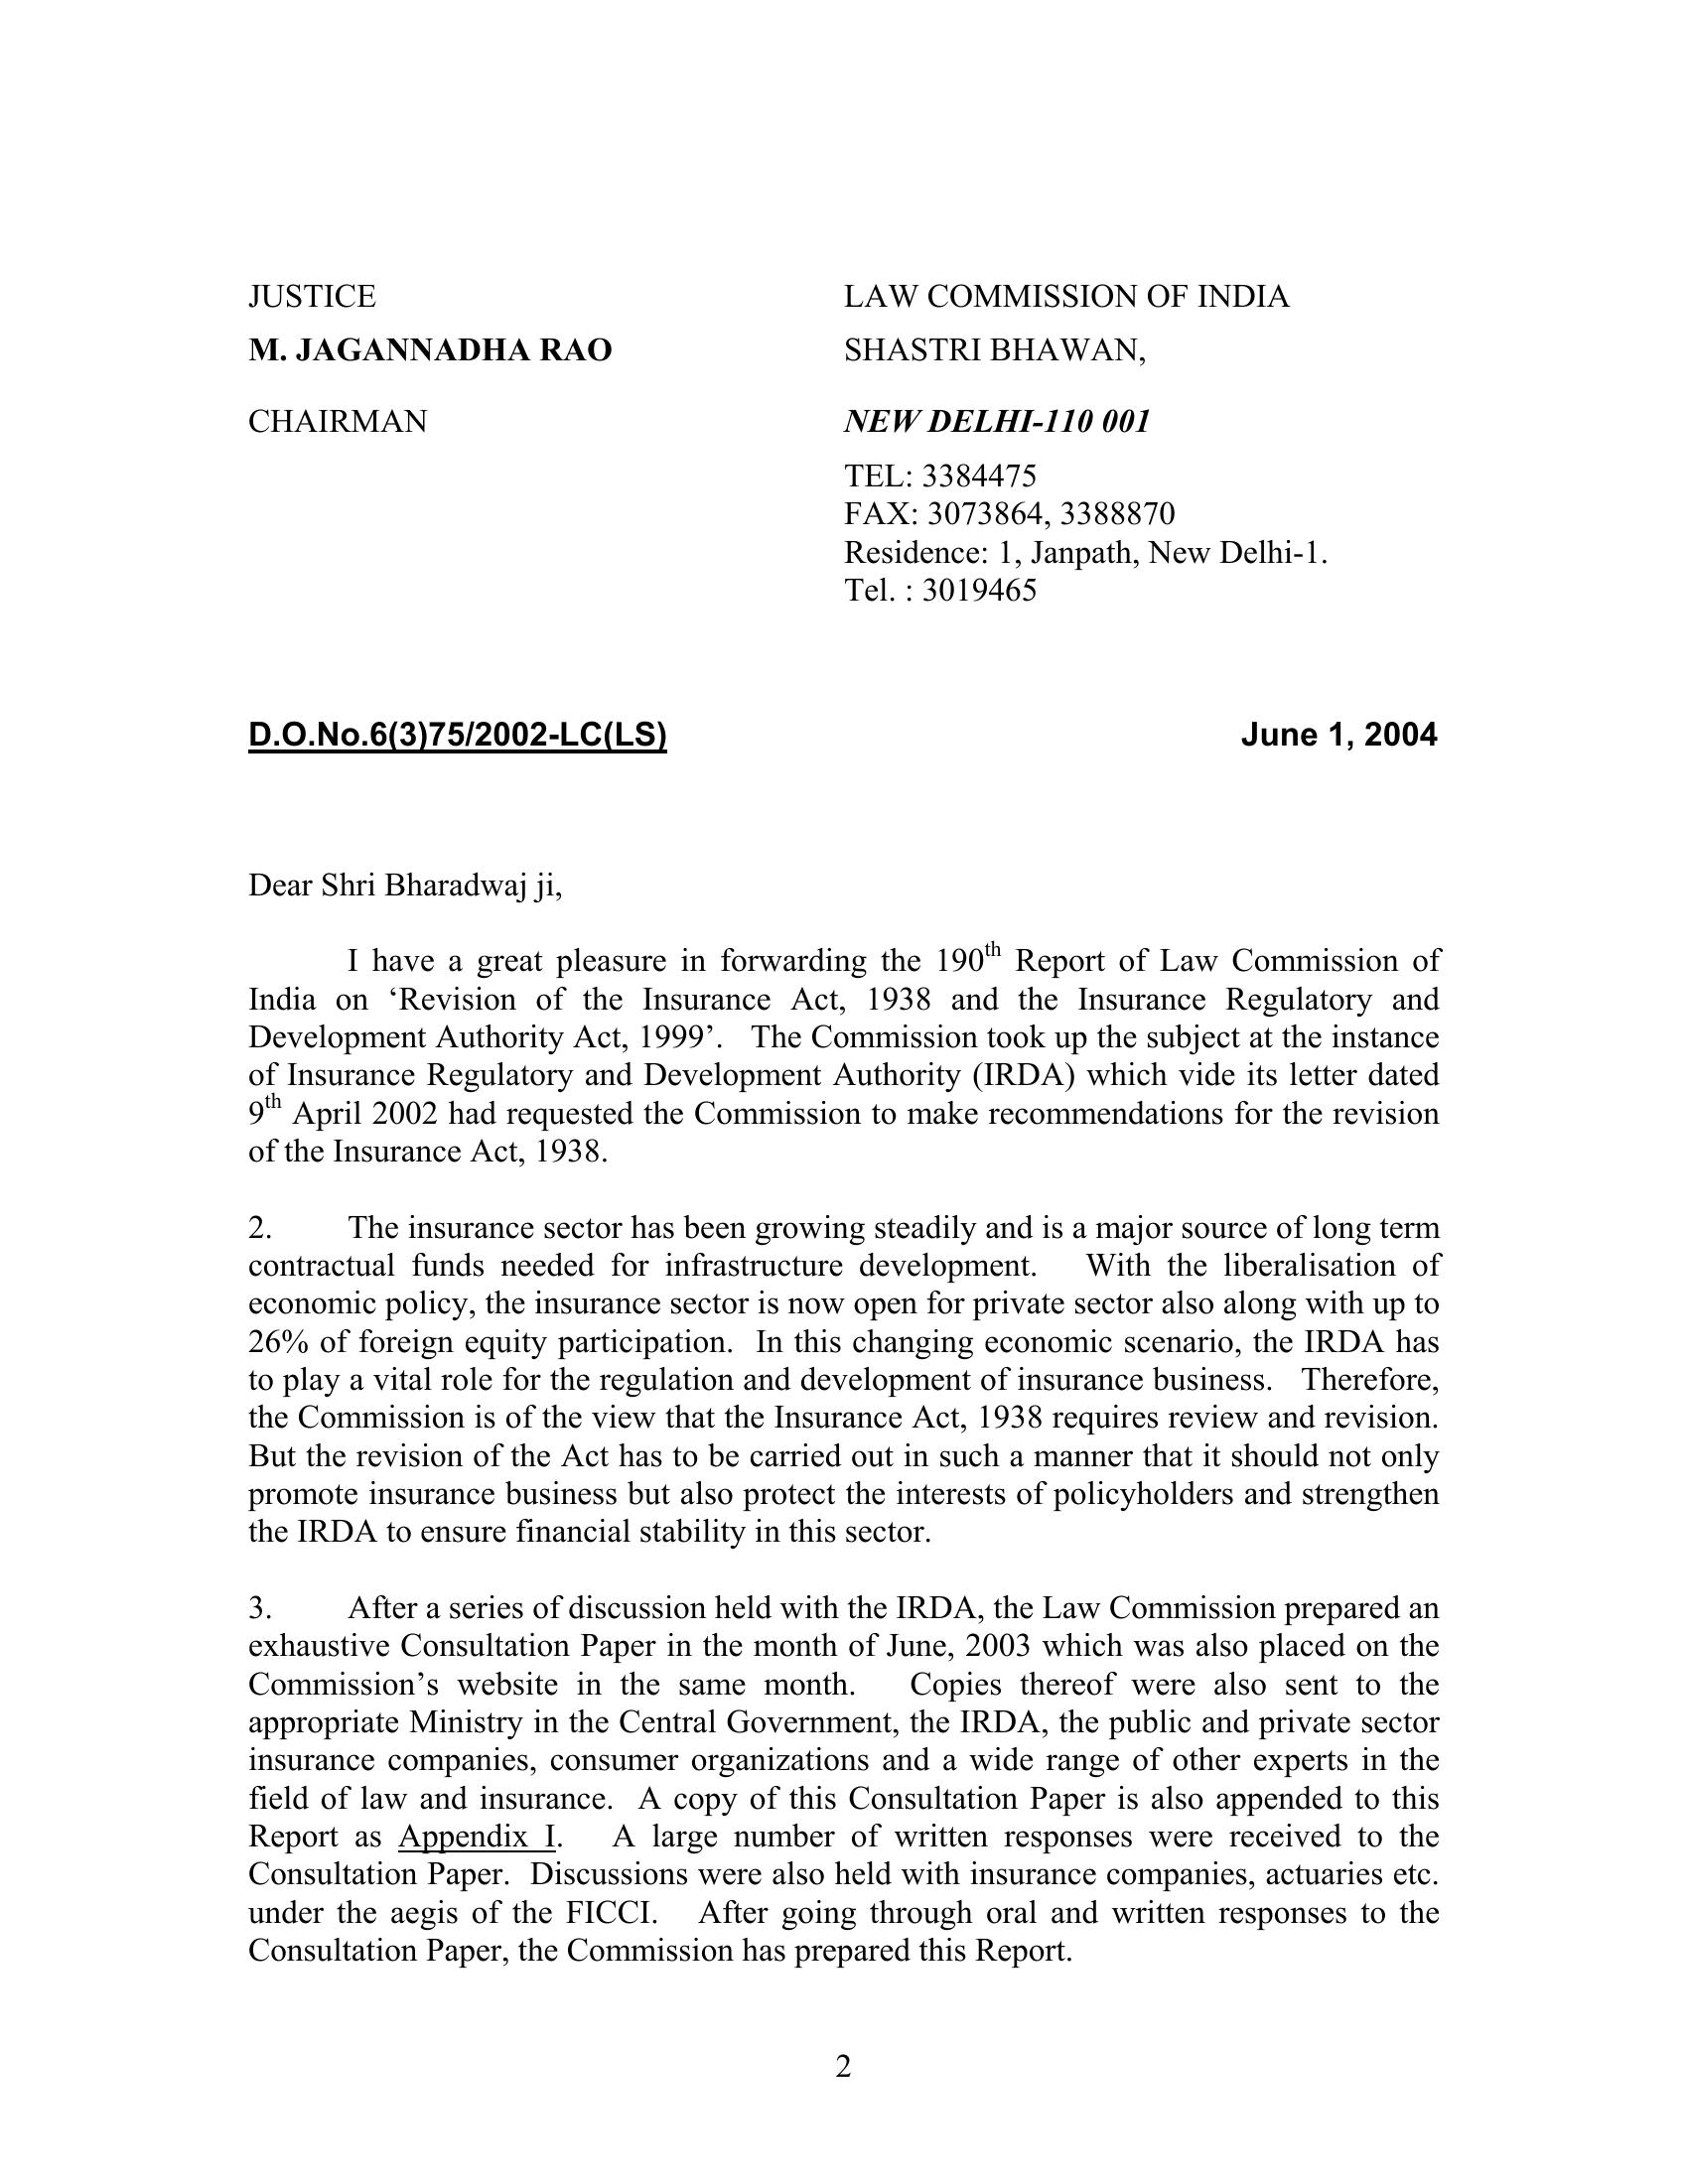 JUSTICE LAW COMMISSION OF INDIA
M. JAGANNADHA RAO SHASTRI BHAWAN,
CHAIRMAN NEW DELHI-110 001
TEL: 3384475
FAX: 3073864, 3388870
Residence: 1, Janpath, New Delhi-1.
Tel. : 3019465
D.O.No.6(3)75/2002-LC(LS) June 1, 2004
Dear Shri Bharadwaj ji,
I have a great pleasure in forwarding the 190th Report of Law Commission of
India on ‘Revision of the Insurance Act, 1938 and the Insurance Regulatory and
Development Authority Act, 1999’. The Commission took up the subject at the instance
of Insurance Regulatory and Development Authority (IRDA) which vide its letter dated
9th April 2002 had requested the Commission to make recommendations for the revision
of the Insurance Act, 1938.
2. The insurance sector has been growing steadily and is a major source of long term
contractual funds needed for infrastructure development. With the liberalisation of
economic policy, the insurance sector is now open for private sector also along with up to
26% of foreign equity participation. In this changing economic scenario, the IRDA has
to play a vital role for the regulation and development of insurance business. Therefore,
the Commission is of the view that the Insurance Act, 1938 requires review and revision.
But the revision of the Act has to be carried out in such a manner that it should not only
promote insurance business but also protect the interests of policyholders and strengthen
the IRDA to ensure financial stability in this sector.
3. After a series of discussion held with the IRDA, the Law Commission prepared an
exhaustive Consultation Paper in the month of June, 2003 which was also placed on the
Commission’s website in the same month. Copies thereof were also sent to the
appropriate Ministry in the Central Government, the IRDA, the public and private sector
insurance companies, consumer organizations and a wide range of other experts in the
field of law and insurance. A copy of this Consultation Paper is also appended to this
Report as Appendix I. A large number of written responses were received to the
Consultation Paper. Discussions were also held with insurance companies, actuaries etc.
under the aegis of the FICCI. After going through oral and written responses to the
Consultation Paper, the Commission has prepared this Report.
2